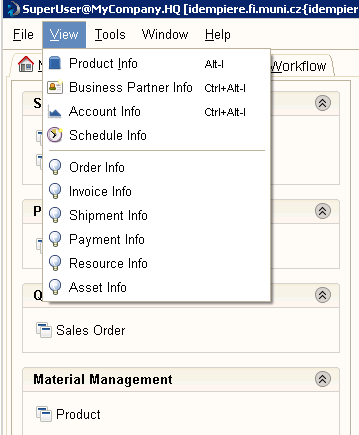 SuperUser@MyCompany.HQ [idempiere.fi.muni.cz{idempier
File View Tools Window Help
Workflow
Product Info Alt-I
Business Partner Info Ctrl+Alt-I
Account Info Ctrl+Alt-I
Schedule Info
Order Info
Invoice Info
Shipment Info
Payment Info
Resource Info
Asset Info
Sales Order
Material Management
Product